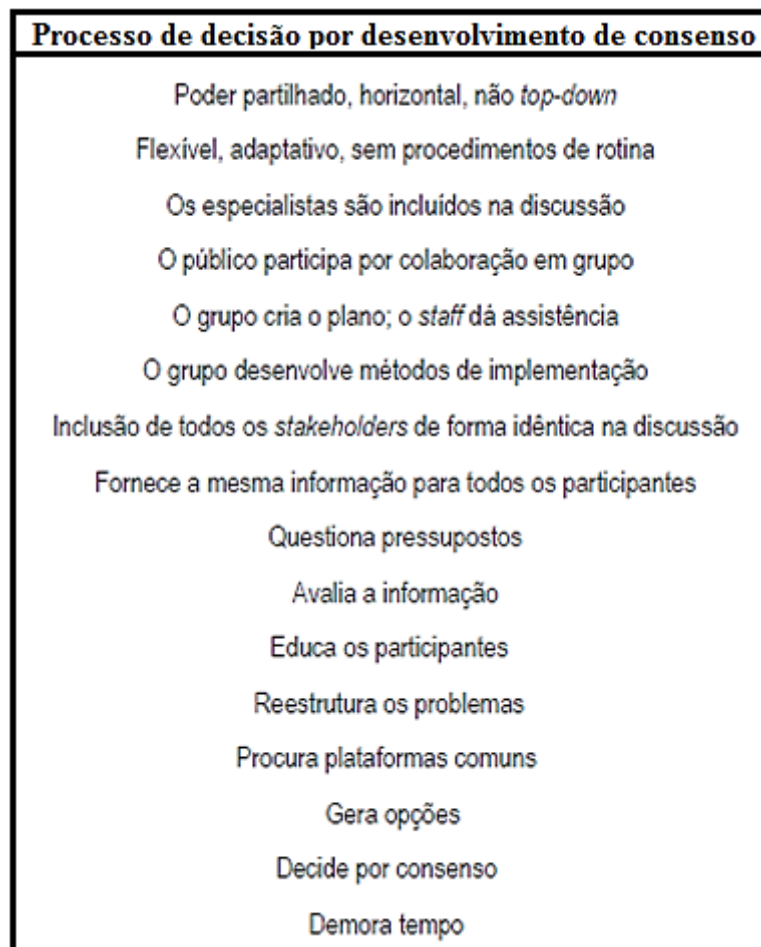 Processo de decisão por desenvolvimento de consenso
Poder partilhado, horizontal, não top-down
Flexível, adaptativo, sem procedimentos de rotina
Os especialistas são incluídos na discussão
O público participa por colaboração em grupo
O grupo cria o plano; o staff dá assistência
O grupo desenvolve métodos de implementação
Inclusão de todos os stakeholders de forma idêntica na discussão
Fornece a mesma informação para todos os participantes
Questiona pressupostos
Avalia a informação
Educa os participantes
Reestrutura os problemas
Procura plataformas comuns
Gera opções
Decide por consenso
Demora tempo